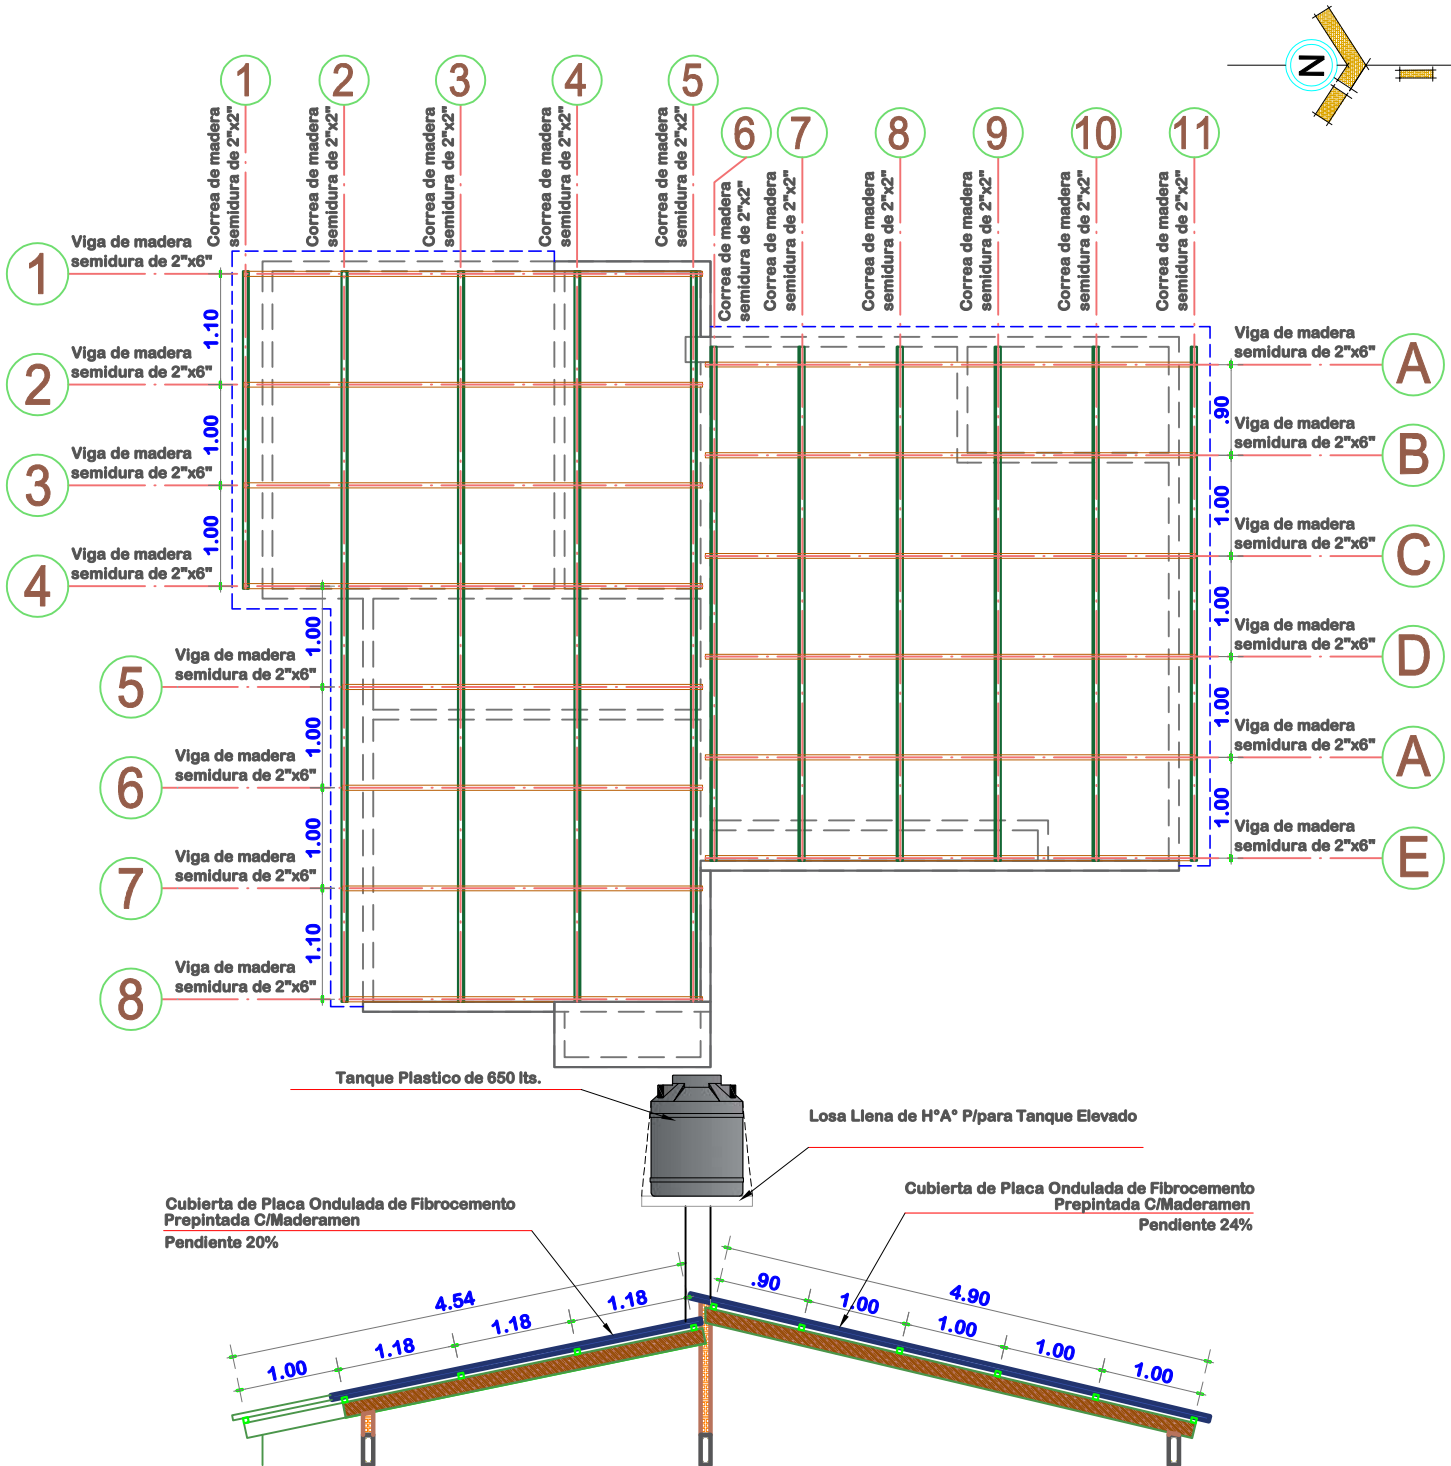 N
1
2
3
4
5
6
7
8
9
10
11
Correa de madera
semidura de 2"x2"
Correa de madera
semidura de 2"x2"
Correa de madera
semidura de 2"x2"
Correa de madera
semidura de 2"x2"
Correa de madera
semidura de 2"x2"
Correa de madera
semidura de 2"x2"
Correa de madera
semidura de 2"x2"
Correa de madera
semidura de 2"x2"
Correa de madera
semidura de 2"x2"
Correa de madera
semidura de 2"x2"
Correa de madera
semidura de 2"x2"
1
Viga de madera
semidura de 2"x6"
1.10
2
Viga de madera
semidura de 2"x6"
1.00
3
Viga de madera
semidura de 2"x6"
1.00
4
Viga de madera
semidura de 2"x6"
1.00
5
Viga de madera
semidura de 2"x6"
1.00
6
Viga de madera
semidura de 2"x6"
1.00
7
Viga de madera
semidura de 2"x6"
1.10
8
Viga de madera
semidura de 2"x6"
Viga de madera
semidura de 2"x6"
A
.90
Viga de madera
semidura de 2"x6"
B
1.00
Viga de madera
semidura de 2"x6"
C
1.00
Viga de madera
semidura de 2"x6"
D
1.00
Viga de madera
semidura de 2"x6"
A
1.00
Viga de madera
semidura de 2"x6"
E
Tanque Plastico de 650 lts.
Losa Llena de H°A° P/para Tanque Elevado
Cubierta de Placa Ondulada de Fibrocemento
Prepintada C/Maderamen
Pendiente 20%
Cubierta de Placa Ondulada de Fibrocemento
Prepintada C/Maderamen
Pendiente 24%
4.54
1.00
1.18
1.18
1.18
4.90
.90
1.00
1.00
1.00
1.00